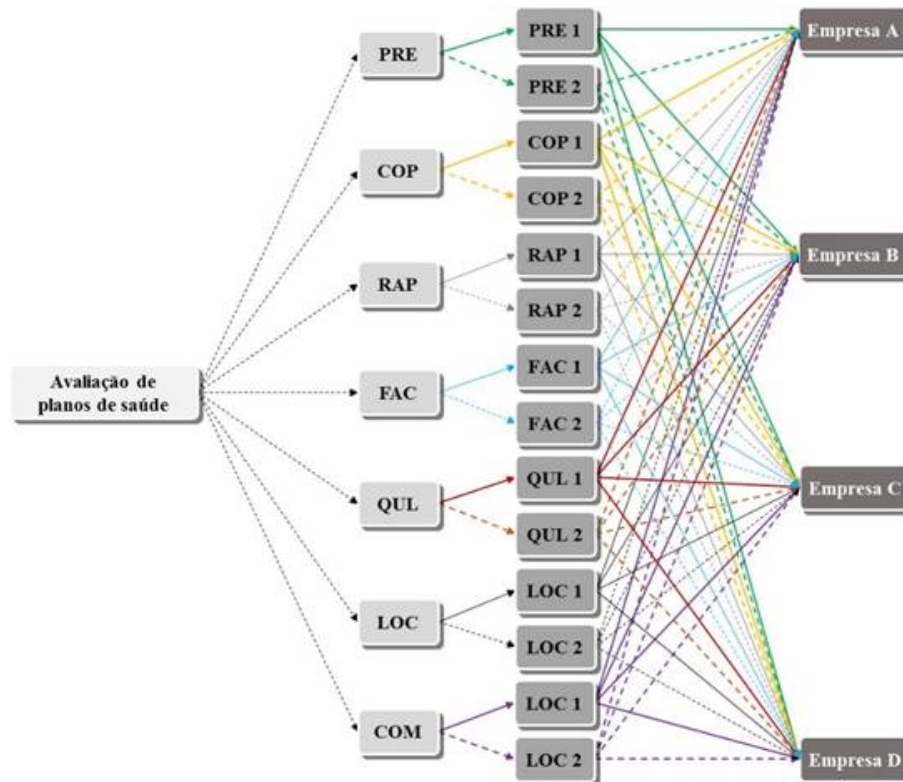 PRE 1
Empresa A
PRE
PRE 2
COP 1
COP
COP 2
RAP 1
Empresa B
RAP
RAP 2
Avaliação de
planos de saúde
FAC 1
FAC
FAC 2
QUL 1
Empresa C
QUL
QUL 2
LOC 1
LOC
LOC 2
LOC 1
COM
LOC 2
Empresa D